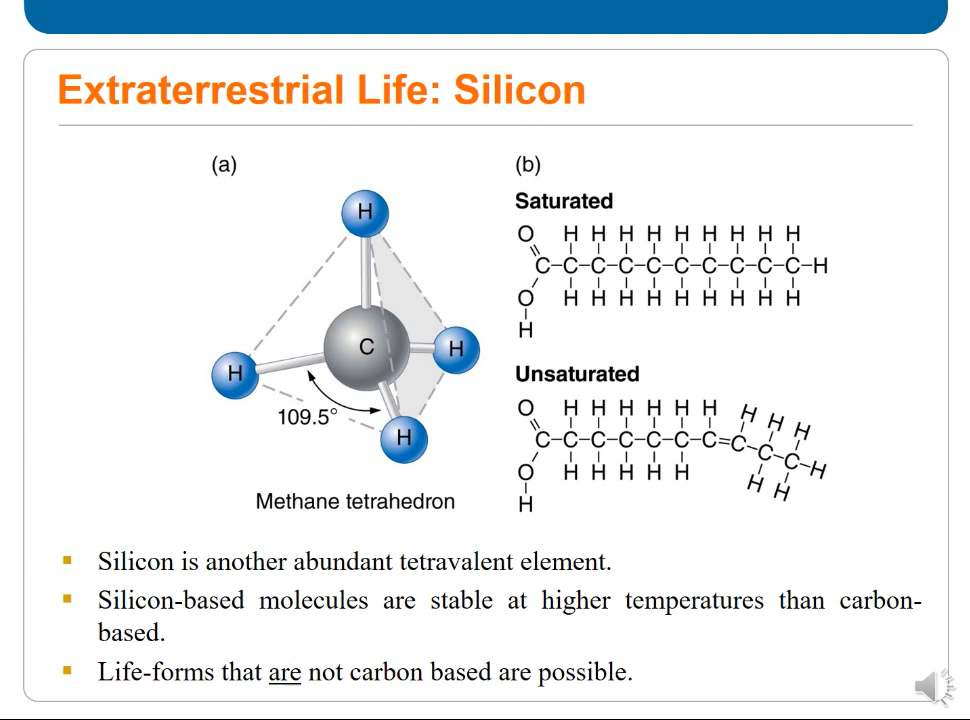 Extraterrestrial Life: Silicon
(a)
H
C
H
H
H
109.5°
Methane tetrahedron
(b)
Saturated
O H H H H H H H H H
C-C-C-C-C-C-C-C-C-C-H
O H H H H H H H H H
H
Unsaturated
O H H H H H H H H H
C-C-C-C-C-C-C=C-C-C-H
O H H H H H H H
H
Silicon is another abundant tetravalent element.
Silicon-based molecules are stable at higher temperatures than carbon-
based.
Life-forms that are not carbon based are possible.